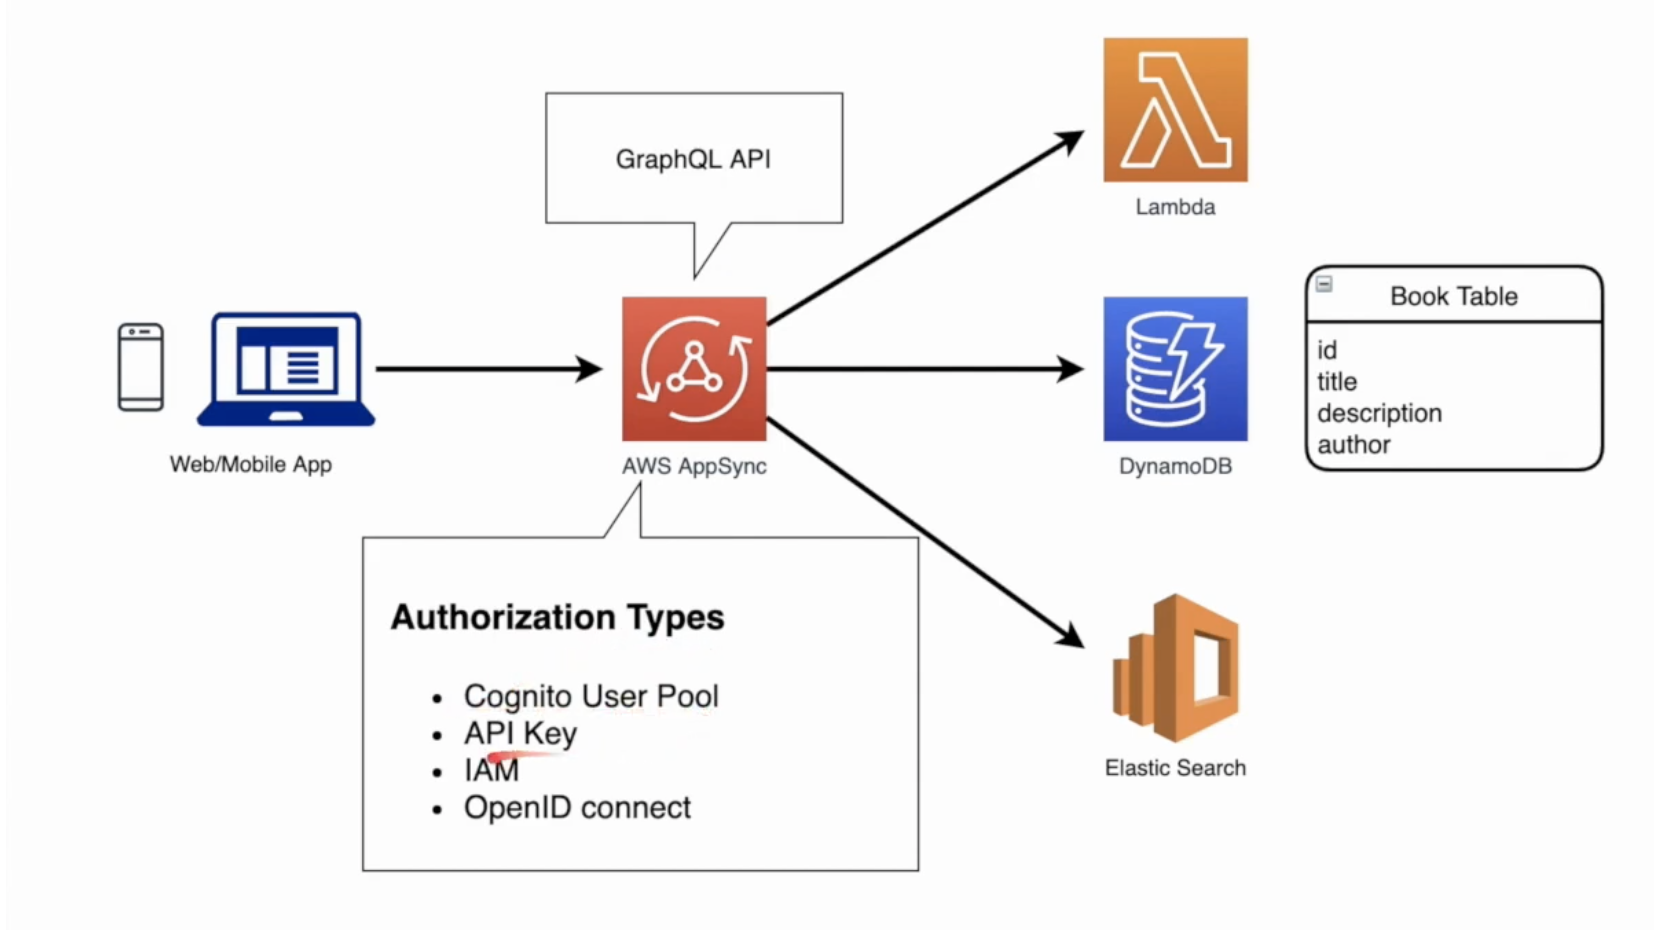 GraphQL API
Lambda
Book Table
id
title
description
author
Web/Mobile App
AWS AppSync
DynamoDB
Authorization Types
• Cognito User Pool
• API Key
• IAM
• OpenID connect
Elastic Search